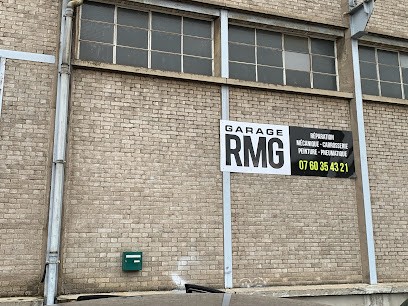 GARAGE
RMG
RÉPARATION
MÉCANIQUE - CARROSSERIE
PEINTURE - PNEUMATIQUE
07 60 35 43 21